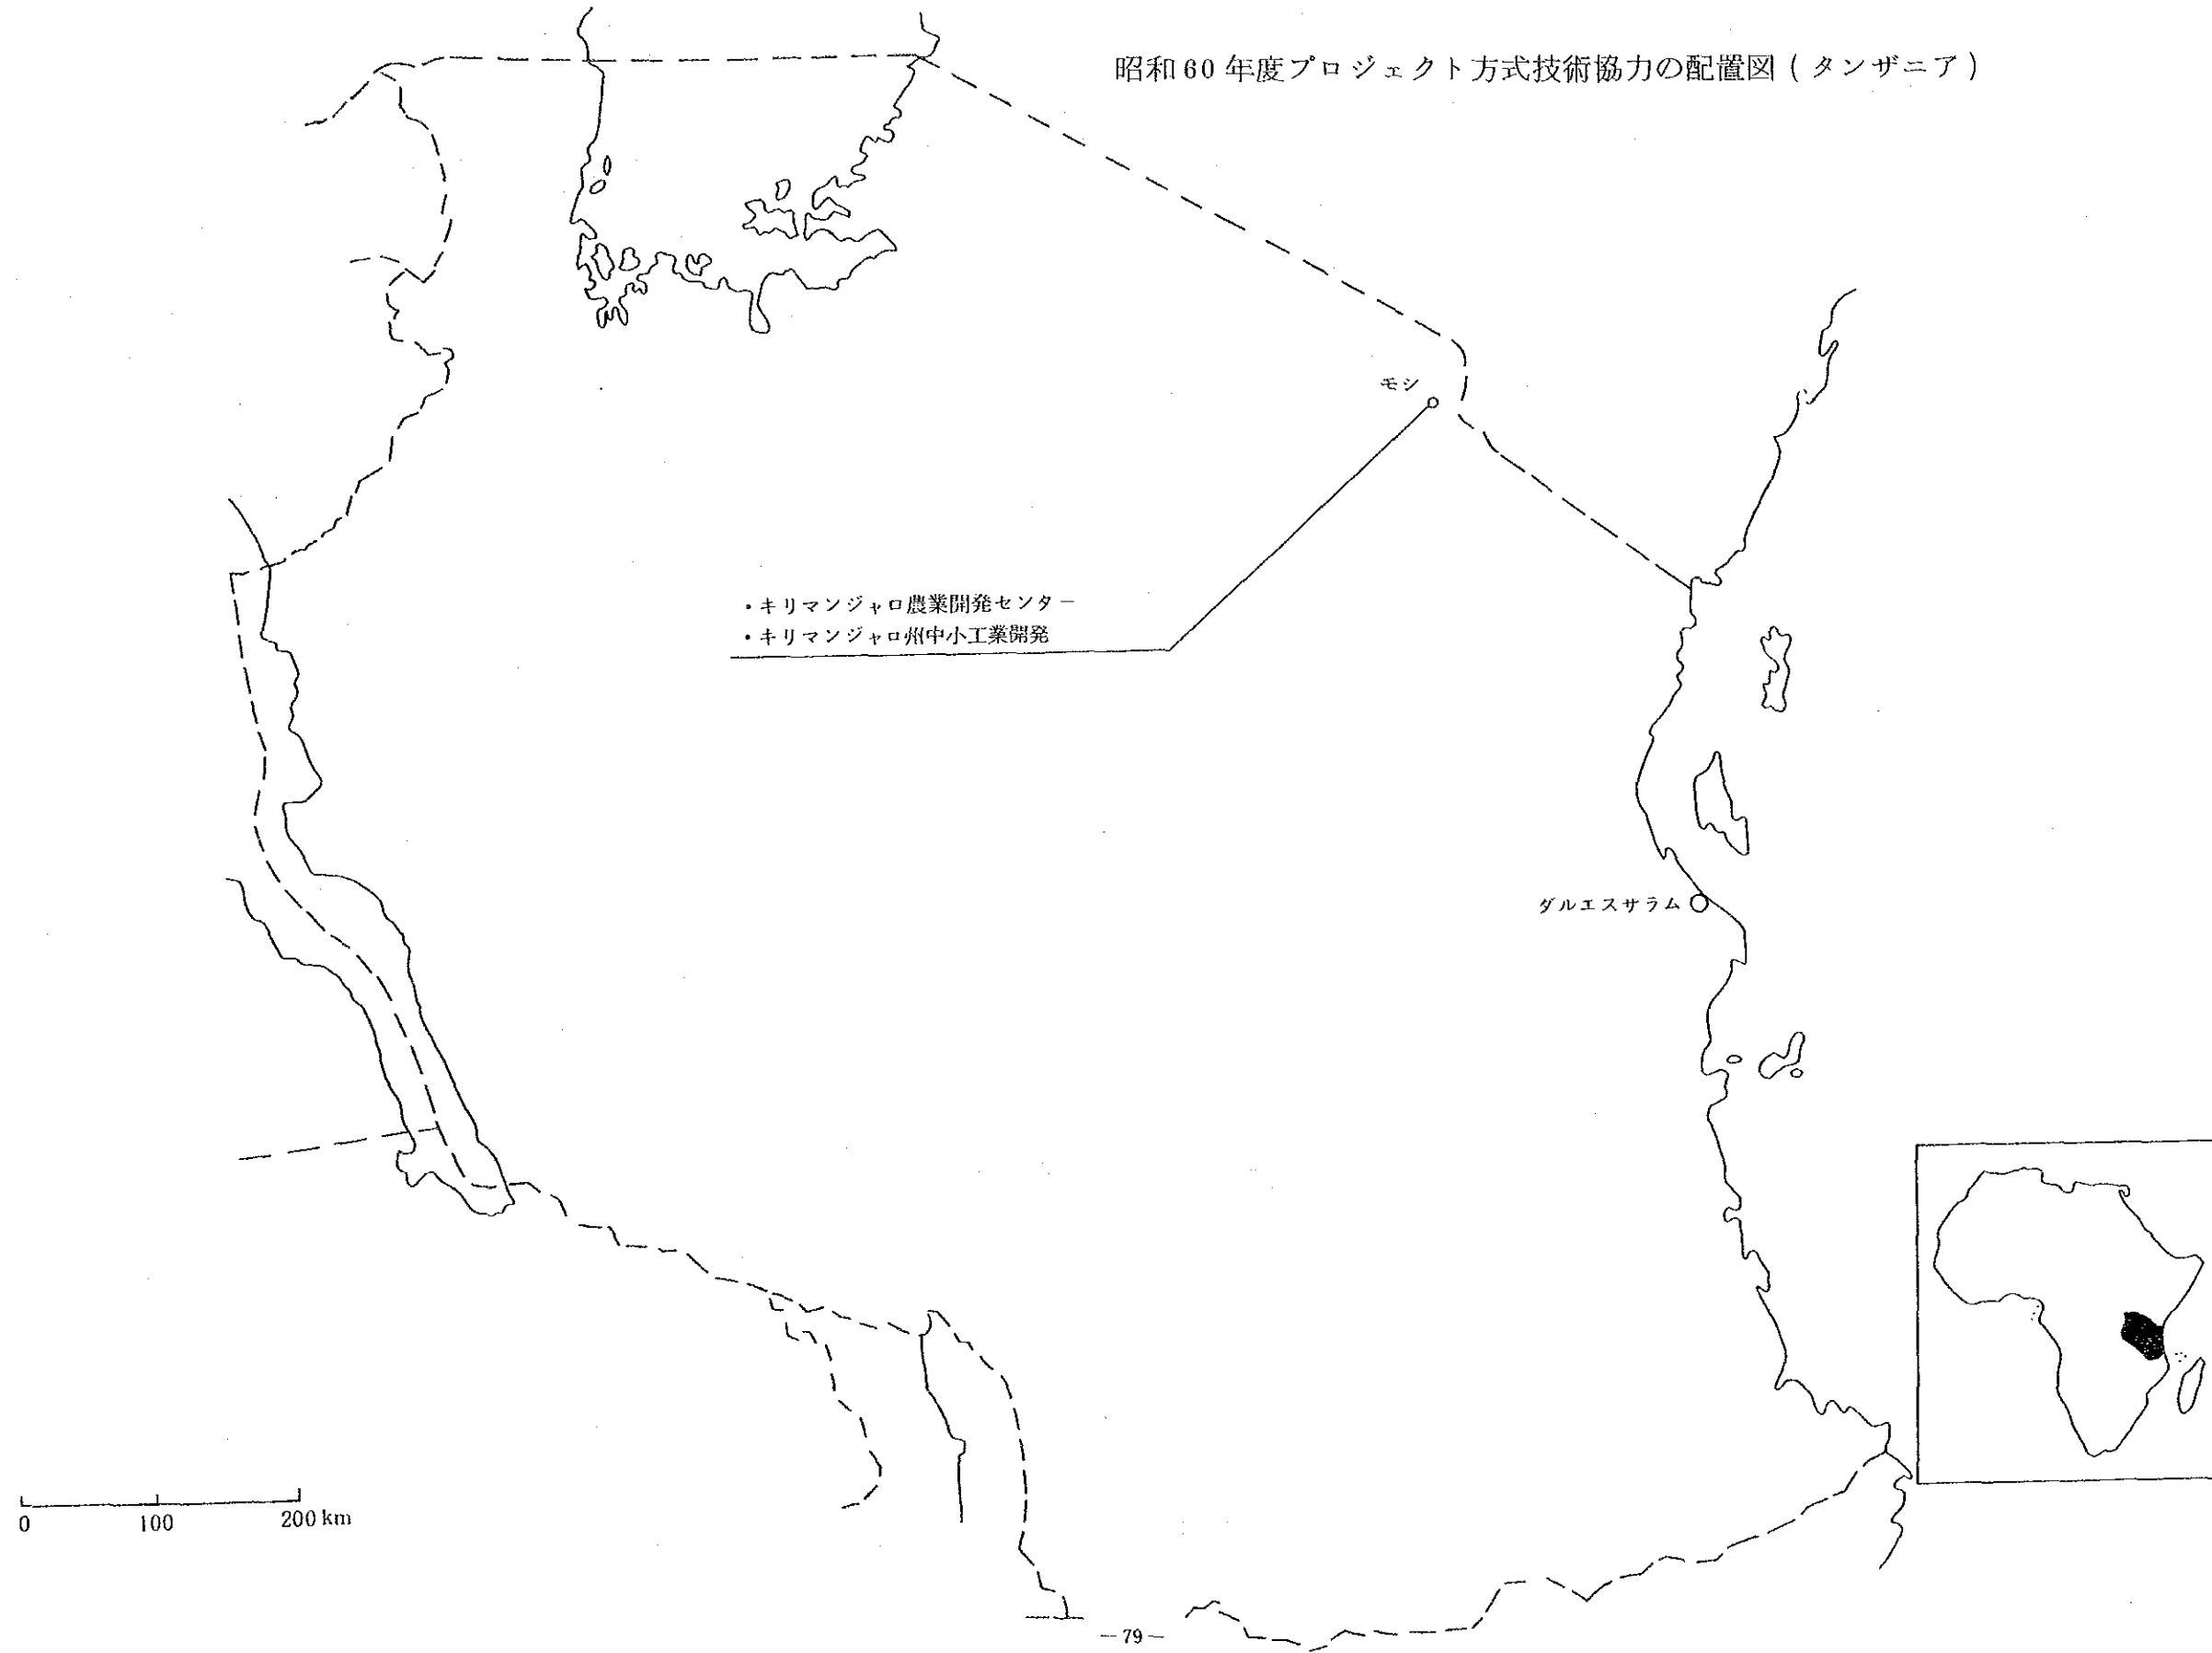 昭和60年度プロジェクト方式技術協力の配置図(タンザニア)
モシ
・キリマンジャロ農業開発センター
・キリマンジャロ州中小工業開発
ダルエスサラム
0 100 200km
—79—